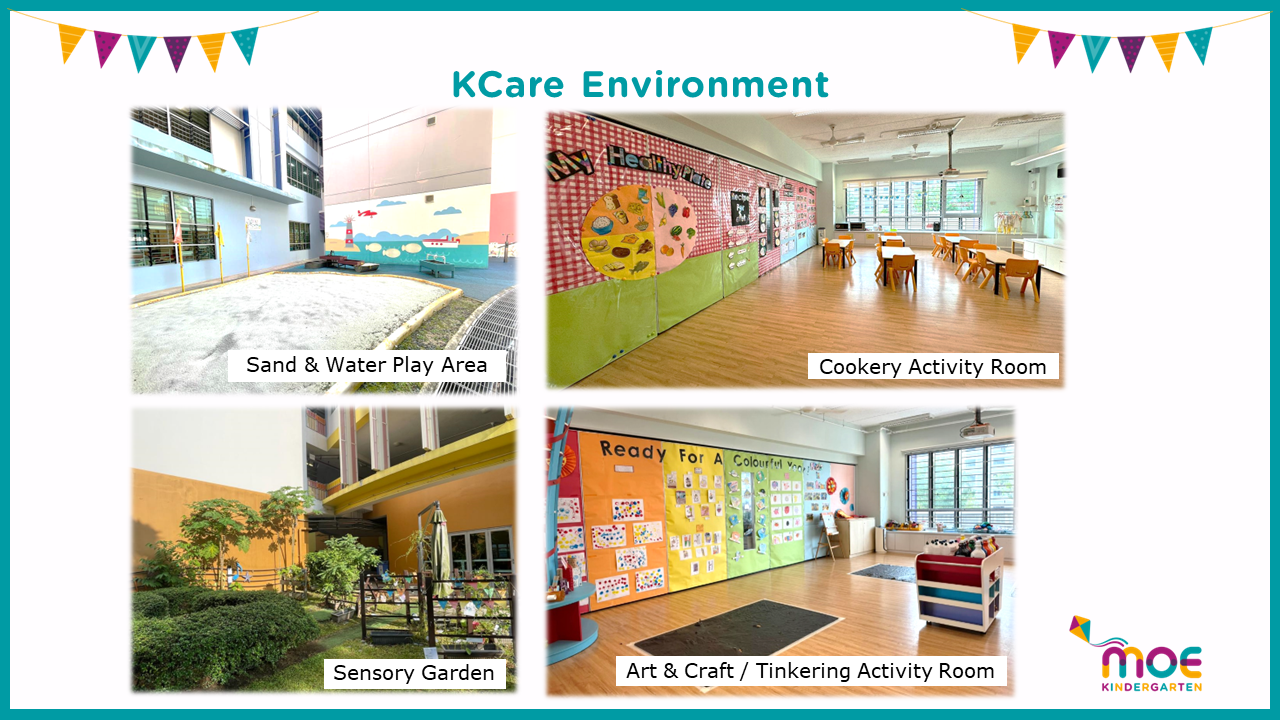 KCare Environment
Sand & Water Play Area
My Healthy Plate
Cookery Activity Room
Sensory Garden
Ready For A Colourful
Art & Craft / Tinkering Activity Room
MOE
KINDERGARTEN